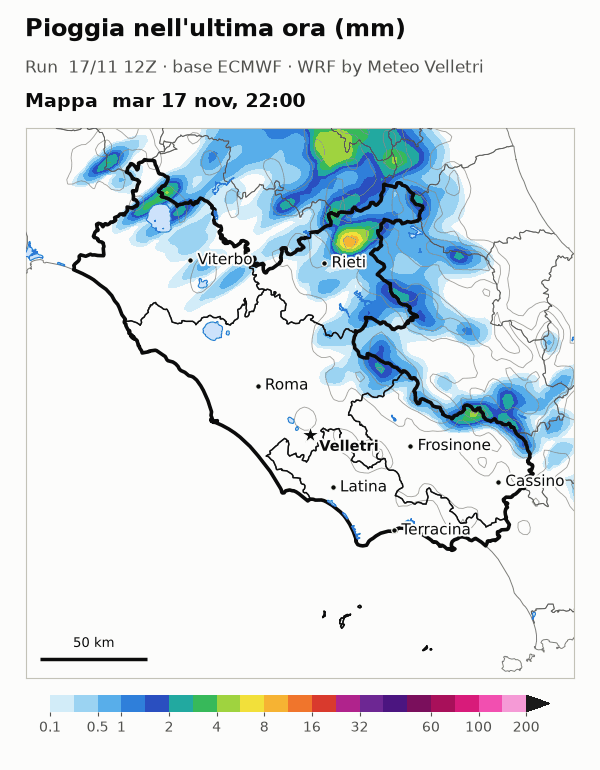 Pioggia nell'ultima ora (mm)
Run  17/11 12Z · base ECMWF · WRF by Meteo Velletri
Mappa  mar 17 nov, 22:00
Viterbo
Rieti
Roma
Velletri
Frosinone
Latina
Cassino
Terracina
50 km
0.1 0.5 1 2 4 8 16 32 60 100 200